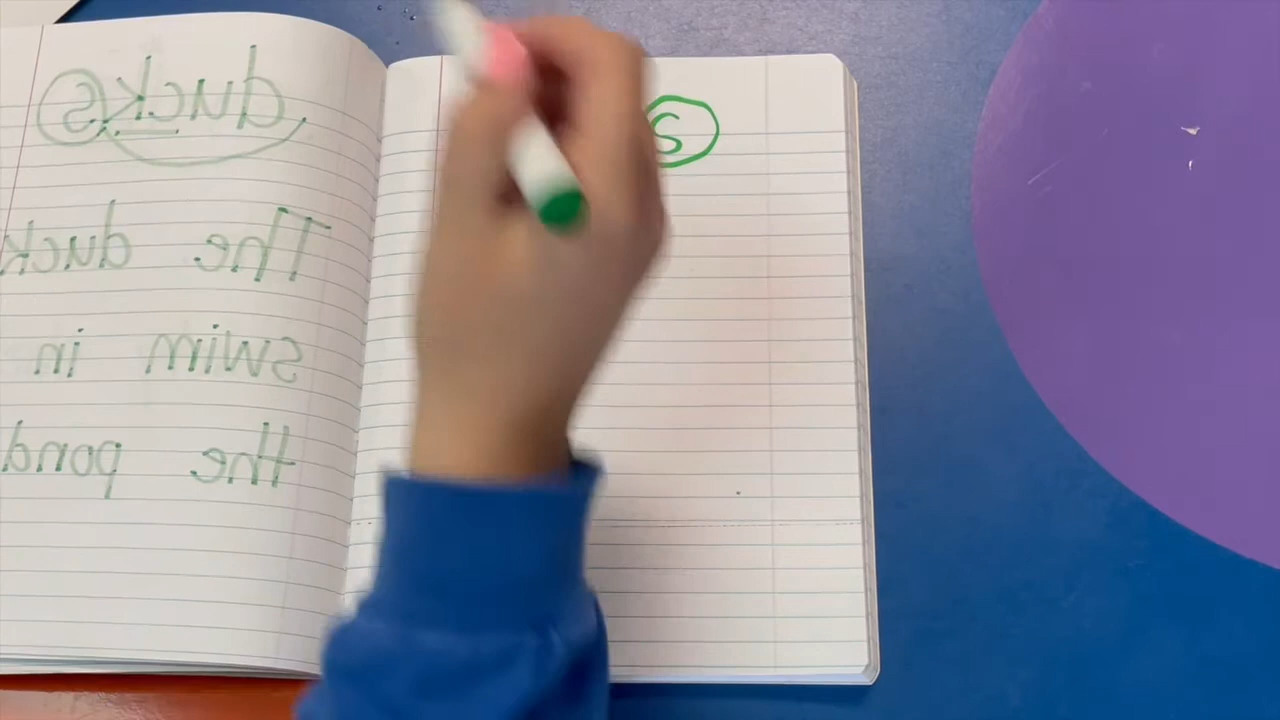 ducks
The duck
swim in
the pond
s